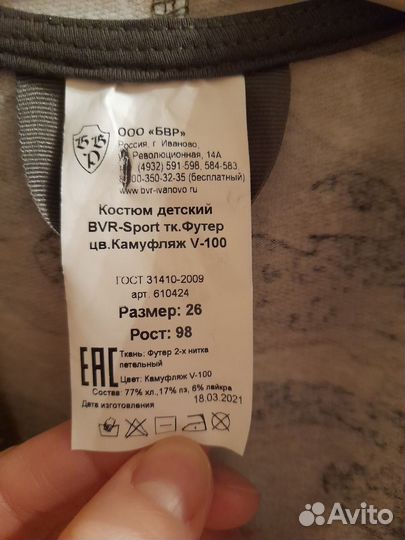 БВР
ООО «БВР»
Россия, г. Иваново,
Революционная, 14А
(4932) 591-598, 584-583,
00-350-32-35 (бесплатный)
www.bvr-ivanovo.ru
Костюм детский
BVR-Sport тк.Футер
цв.Камуфляж V-100
ГОСТ 31410-2009
арт. 610424
Размер: 26
Рост: 98
EAC
Ткань: Футер 2-х нитка
петельный
Цвет: Камуфляж V-100
Состав: 77% хл.,17% пэ, 6% лайкра
Дата изготовления 18.03.2021
Avito